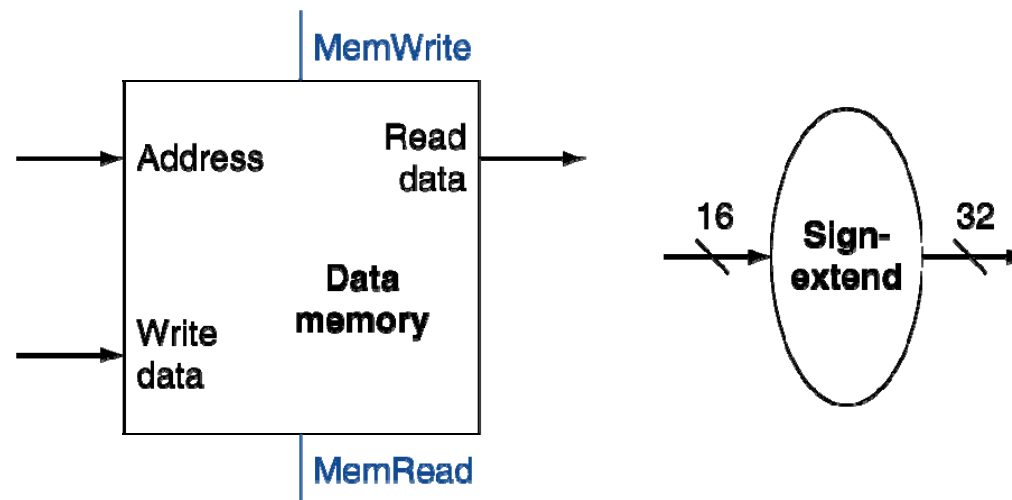 MemWrite
Address
Read
data
Data
memory
Write
data
MemRead
16
Sign-
extend
32